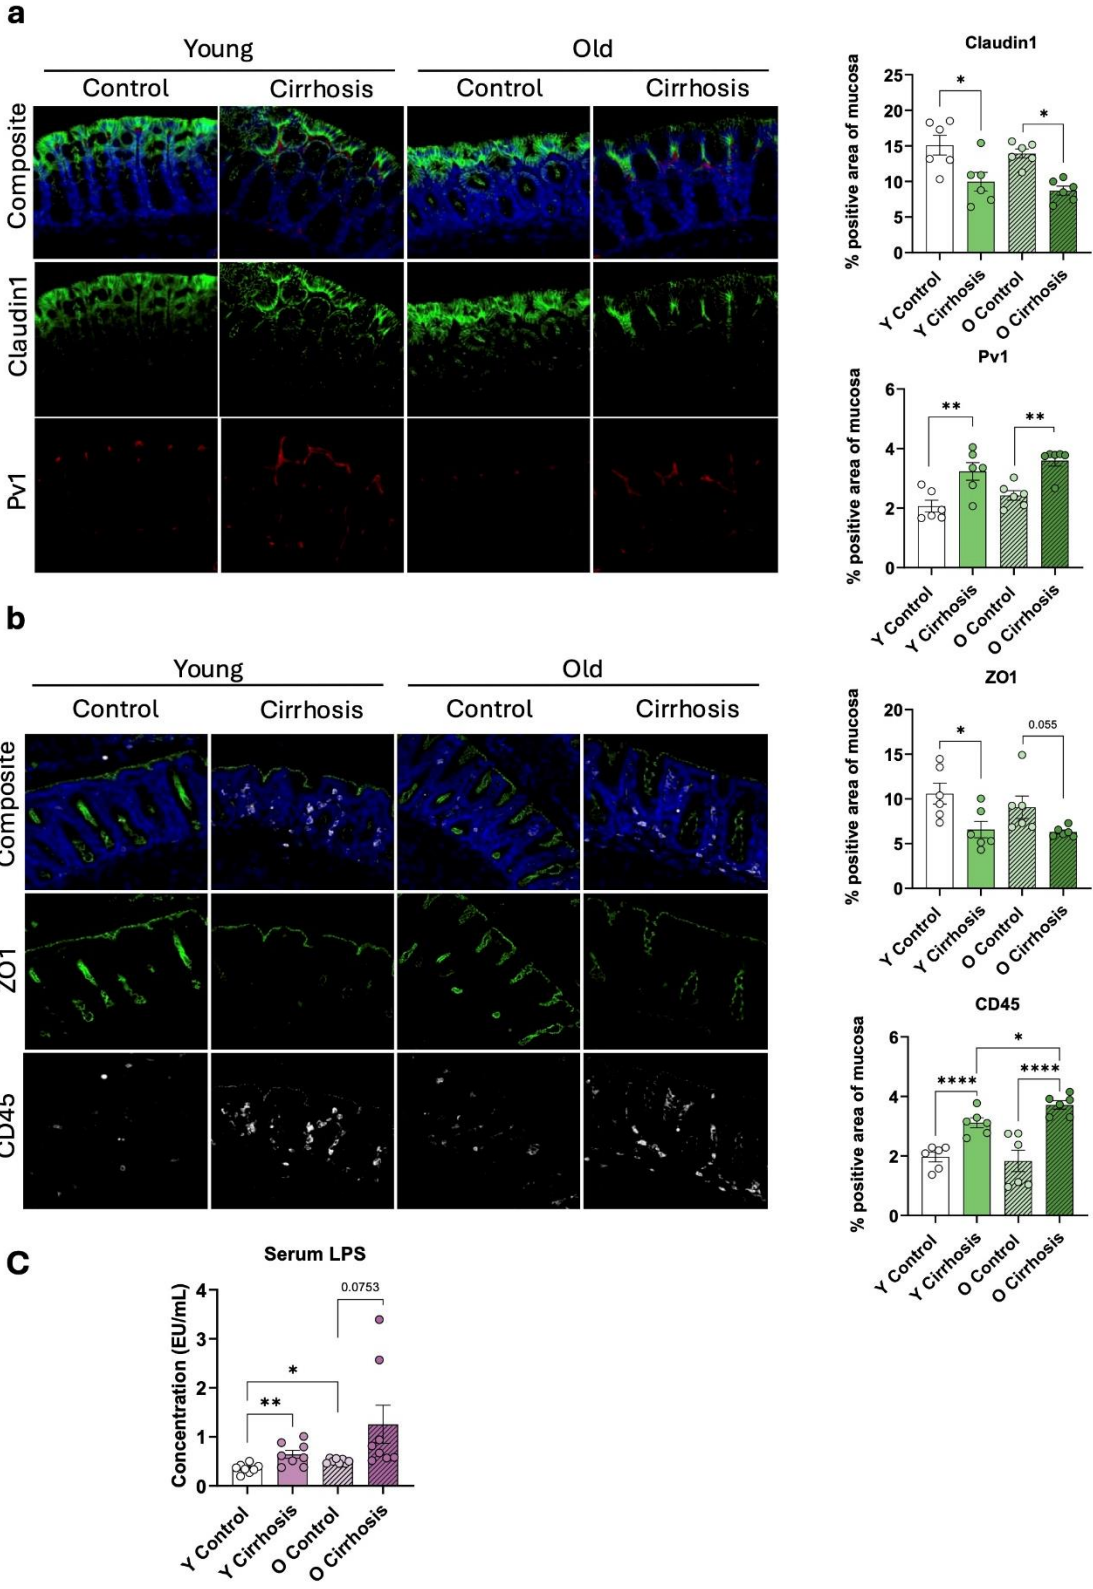 a
Young
Old
Control
Cirrhosis
Control
Cirrhosis
Composite
Claudin1
Pv1
Claudin1
% positive area of mucosa
25
20
15
10
5
0
*
*
Y Control
Y Cirrhosis
O Control
O Cirrhosis
Pv1
% positive area of mucosa
6
4
2
0
**
**
Y Control
Y Cirrhosis
O Control
O Cirrhosis
b
Young
Old
Control
Cirrhosis
Control
Cirrhosis
Composite
ZO1
CD45
ZO1
% positive area of mucosa
20
15
10
5
0
*
0.055
Y Control
Y Cirrhosis
O Control
O Cirrhosis
CD45
% positive area of mucosa
6
4
2
0
*
****
****
Y Control
Y Cirrhosis
O Control
O Cirrhosis
C
Serum LPS
Concentration (EU/mL)
4
3
2
1
0
0.0753
*
**
Y Control
Y Cirrhosis
O Control
O Cirrhosis